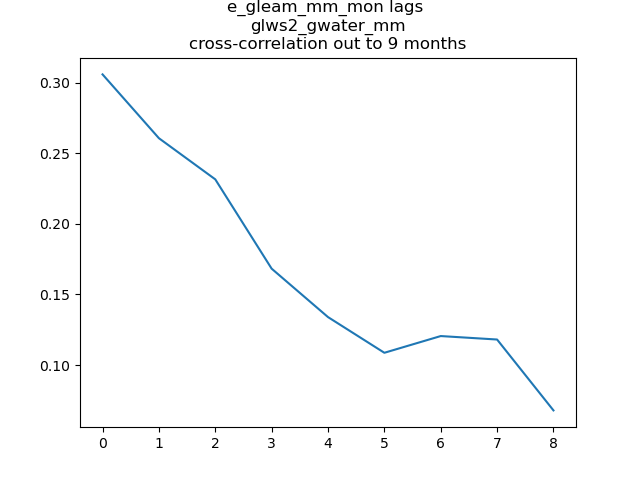 e_gleam_mm_mon lags
glws2_gwater_mm
cross-correlation out to 9 months
0.30
0.25
0.20
0.15
0.10
0 1 2 3 4 5 6 7 8